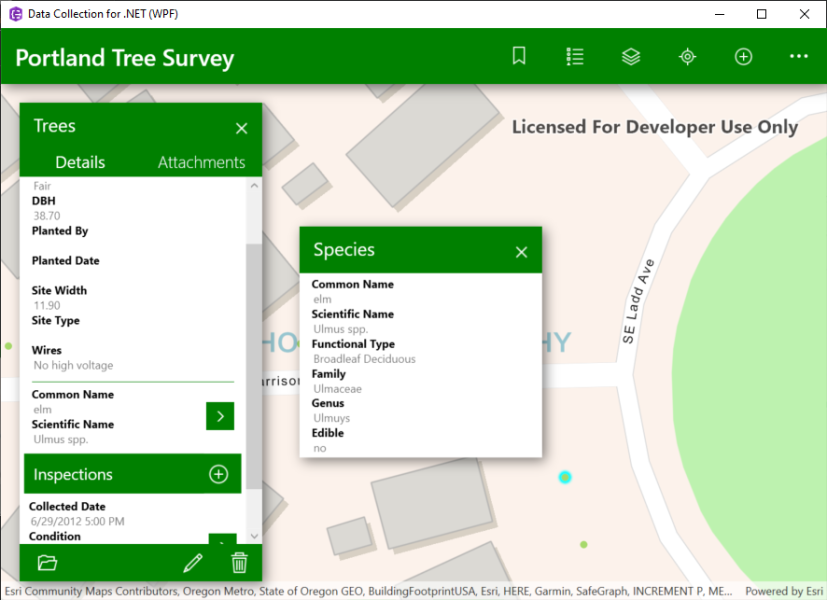 Data Collection for .NET (WPF)
Portland Tree Survey
Licensed For Developer Use Only
Trees
Details Attachments
Fair
DBH
38.70
Planted By
Planted Date
Site Width
11.90
Site Type
Wires
No high voltage
Common Name
elm
Scientific Name
Ulmus spp.
Inspections
Collected Date
6/29/2012 5:00 PM
Condition
Species
Common Name
elm
Scientific Name
Ulmus spp.
Functional Type
Broadleaf Deciduous
Family
Ulmaceae
Genus
Ulmuys
Edible
no
SE Ladd Ave
HO
HY
arriso
Esri Community Maps Contributors, Oregon Metro, State of Oregon GEO, BuildingFootprintUSA, Esri, HERE, Garmin, SafeGraph, INCREMENT P, ME... Powered by Esri